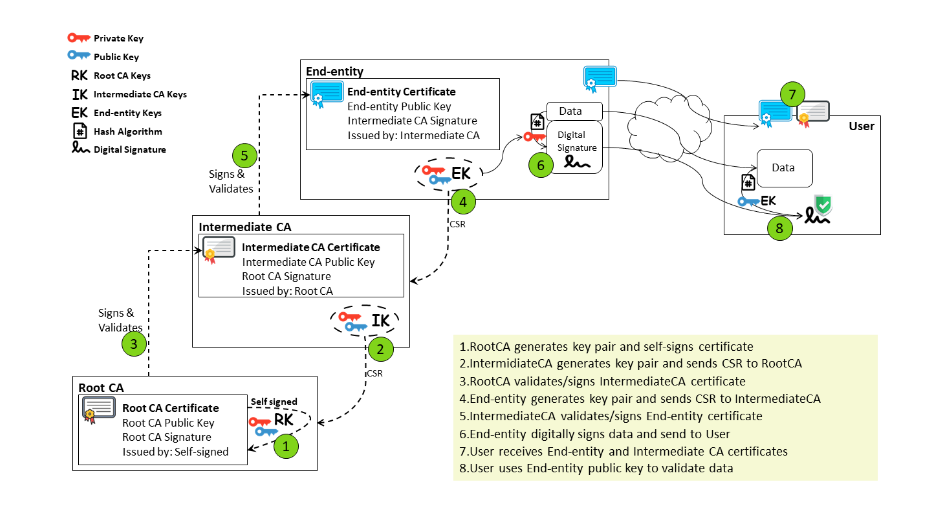 Private Key
Public Key
RK Root CA Keys
IK Intermediate CA Keys
EK End-entity Keys
# Hash Algorithm
Digital Signature
End-entity
End-entity Certificate
End-entity Public Key
Intermediate CA Signature
Issued by: Intermediate CA
EK
4
CSR
#
Data
Digital
Signature
6
7
User
Data
#
EK
8
5
Signs &
Validates
Intermediate CA
Intermediate CA Certificate
Intermediate CA Public Key
Root CA Signature
Issued by: Root CA
IK
2
CSR
Signs &
Validates
3
Root CA
Root CA Certificate
Root CA Public Key
Root CA Signature
Issued by: Self-signed
Self signed
RK
1
1.RootCA generates key pair and self-signs certificate
2.IntermidiateCA generates key pair and sends CSR to RootCA
3.RootCA validates/signs IntermediateCA certificate
4.End-entity generates key pair and sends CSR to IntermediateCA
5.IntermediateCA validates/signs End-entity certificate
6.End-entity digitally signs data and send to User
7.User receives End-entity and Intermediate CA certificates
8.User uses End-entity public key to validate data